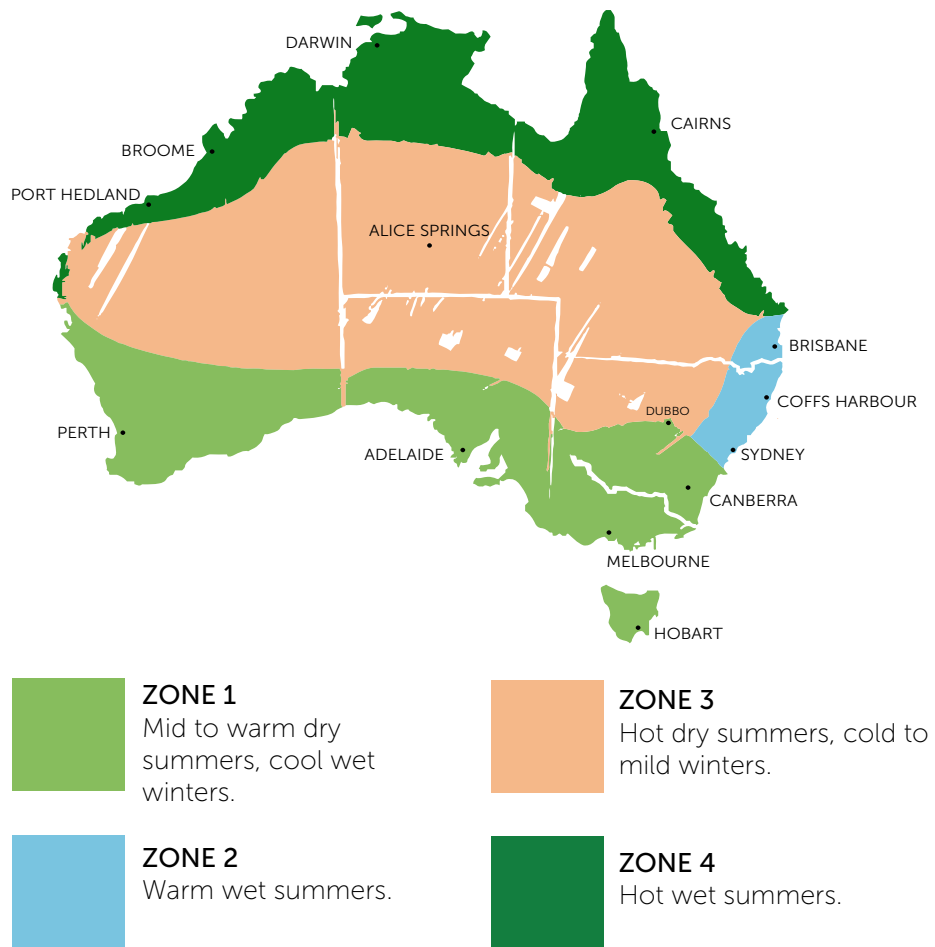 DARWIN
CAIRNS
BROOME
PORT HEDLAND
ALICE SPRINGS
BRISBANE
COFFS HARBOUR
DUBBO
PERTH
ADELAIDE
SYDNEY
CANBERRA
MELBOURNE
HOBART
ZONE 1
Mid to warm dry
summers, cool wet
winters.
ZONE 3
Hot dry summers, cold to
mild winters.
ZONE 2
Warm wet summers.
ZONE 4
Hot wet summers.